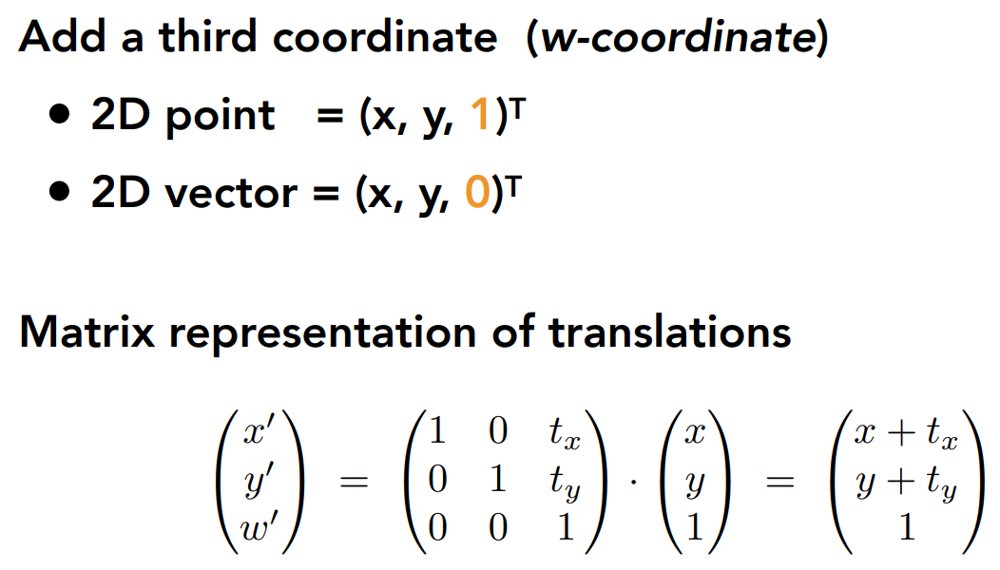 Add a third coordinate (w-coordinate)
• 2D point = (x, y, 1)ᵀ
• 2D vector = (x, y, 0)ᵀ
Matrix representation of translations
$$\begin{pmatrix} x' \\ y' \\ w' \end{pmatrix} = \begin{pmatrix} 1 & 0 & t_x \\ 0 & 1 & t_y \\ 0 & 0 & 1 \end{pmatrix} \cdot \begin{pmatrix} x \\ y \\ 1 \end{pmatrix} = \begin{pmatrix} x + t_x \\ y + t_y \\ 1 \end{pmatrix}$$